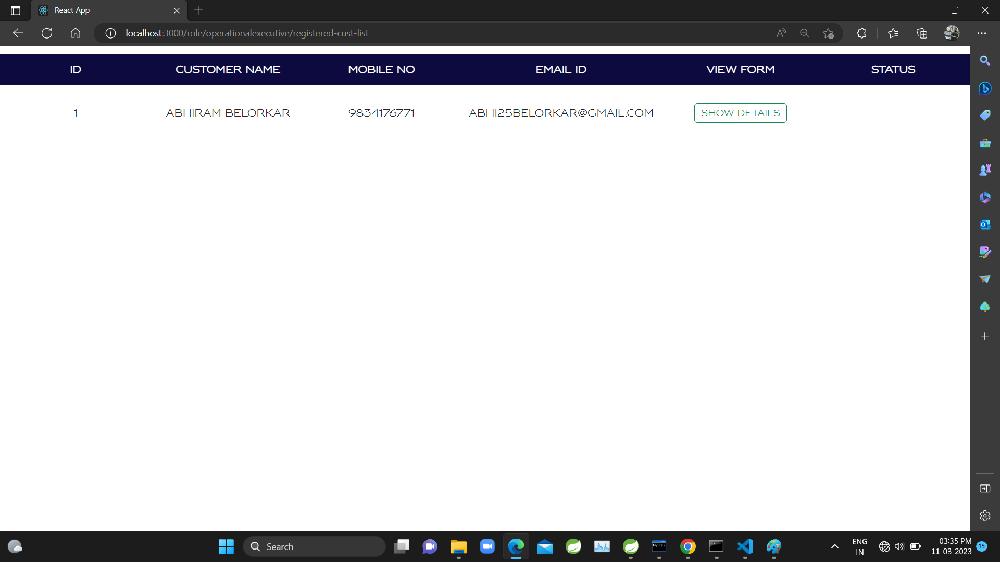 React App
localhost:3000/role/operationalexecutive/registered-cust-list
ID CUSTOMER NAME MOBILE NO EMAIL ID VIEW FORM STATUS
1 ABHIRAM BELORKAR 9834176771 ABHI25BELORKAR@GMAIL.COM SHOW DETAILS
Search
ENG
IN
03:35 PM
11-03-2023
15